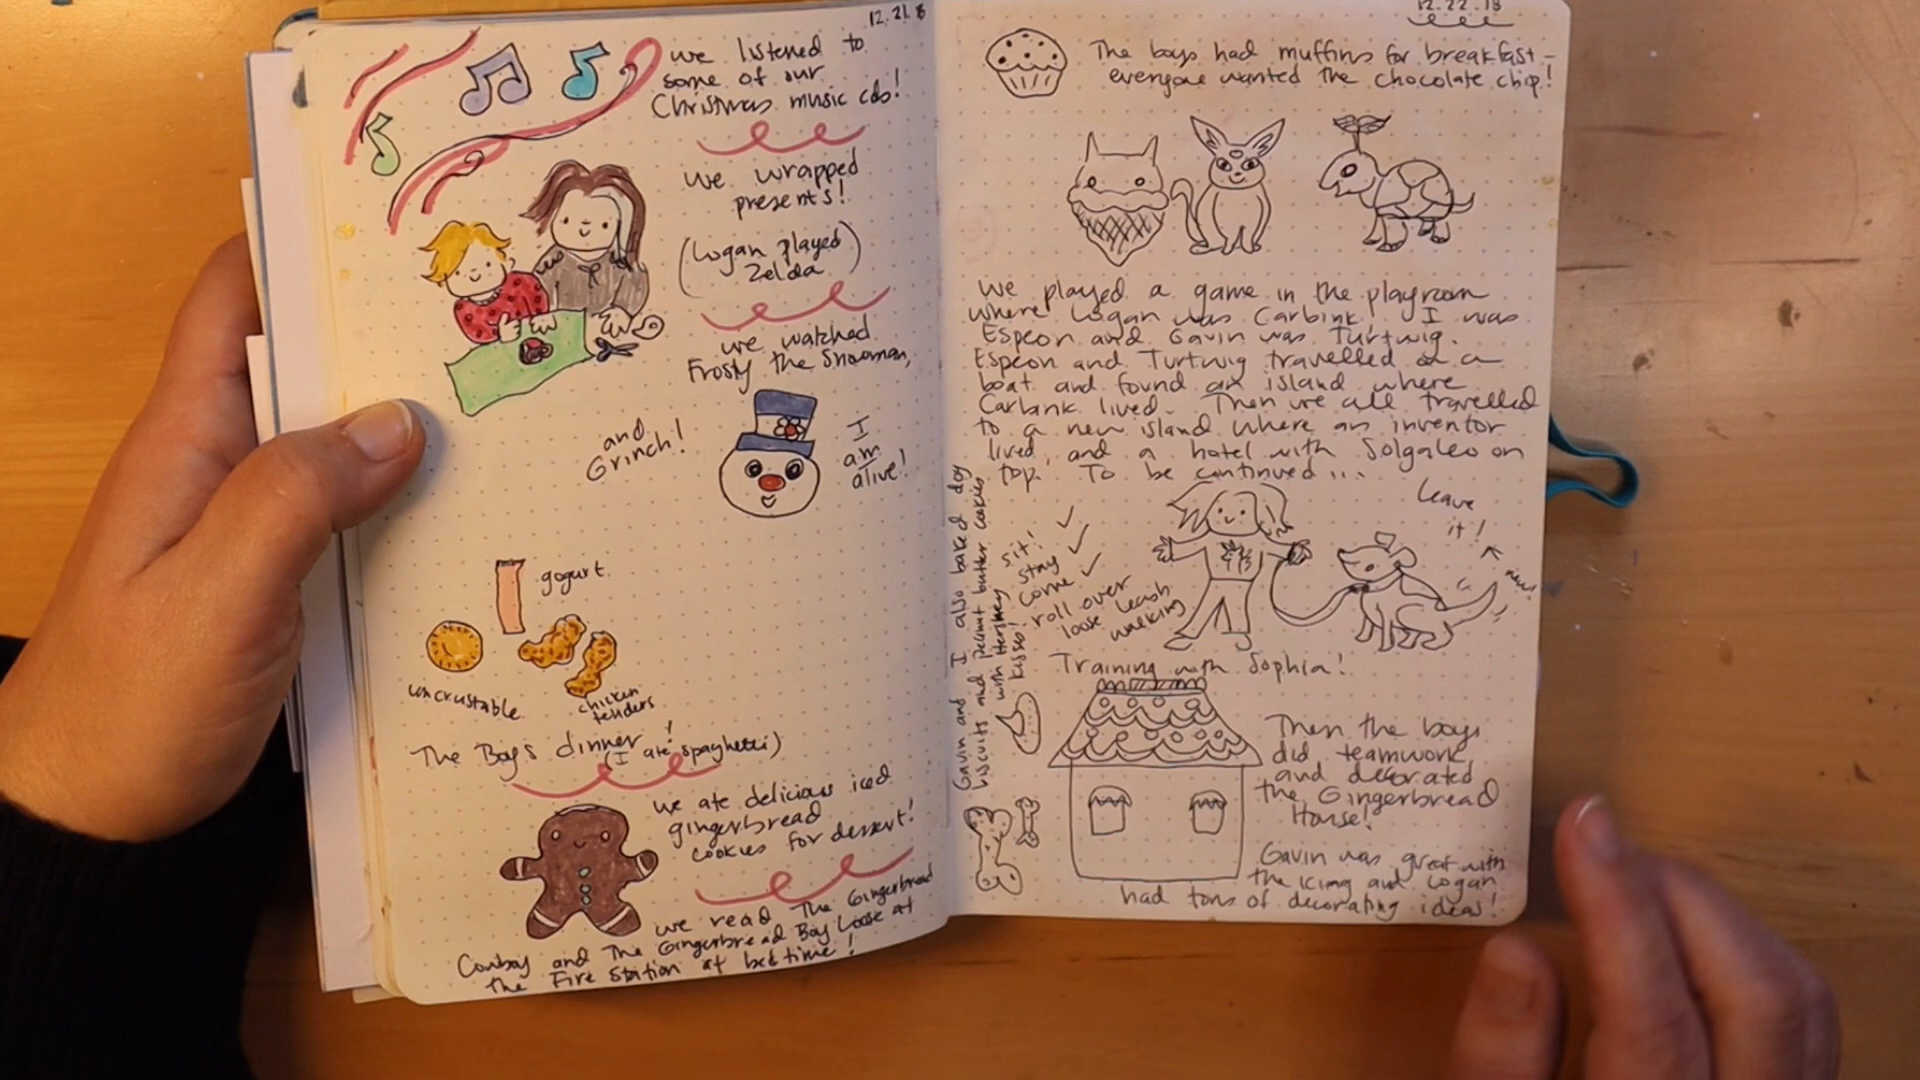 12.21.8
we listened to
some of our
Christmas music cds!
we wrapped
presents!
(Logan played
Zelda)
we watched
Frosty the Snowman,
and
Grinch!
I
am
alive!
gogurt
uncrustable
chicken
tenders
The Boys dinner!
(I ate spaghetti)
we ate delicious iced
gingerbread
cookies for dessert!
we read The Gingerbread
Cowboy and The Gingerbread Boy Loose at
the Fire Station at bedtime!
12.22.18
The boys had muffins for breakfast -
everyone wanted the chocolate chip!
We played a game in the playroom
where Logan was Carbink! I was
Espeon and Gavin was Turtwig.
Espeon and Turtwig travelled on a
boat and found an island where
Carbink lived. Then we all travelled
to a new island where an inventor
lived, and a hotel with Solgaleo on
top. To be continued...
Leave
it!
new!
sit!
stay
come
roll over
loose leash
walking
Training with Sophia!
Gavin and I also baked dog
biscuits and peanut butter cookies
with Hershey
kisses!
Then the boys
did teamwork
and decorated
the Gingerbread
House!
Gavin was great with
the icing and Logan
had tons of decorating ideas!